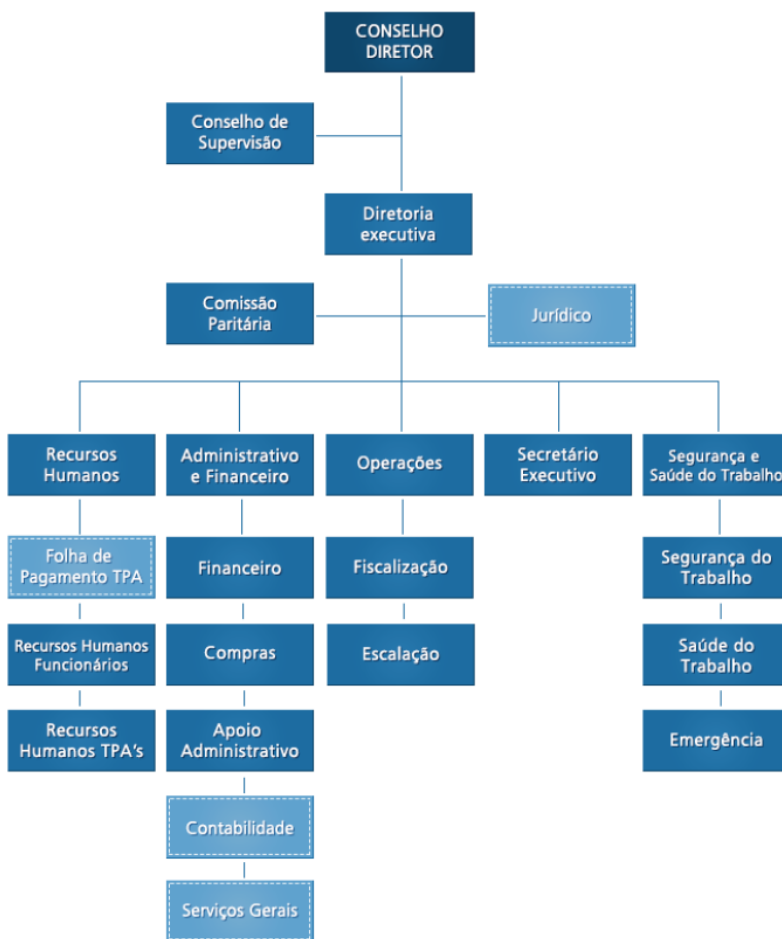 CONSELHO
DIRETOR
Conselho de
Supervisão
Diretoria
executiva
Comissão
Paritária
Jurídico
Recursos
Humanos
Administrativo
e Financeiro
Operações
Secretário
Executivo
Segurança e
Saúde do Trabalho
Folha de
Pagamento TPA
Financeiro
Fiscalização
Segurança do
Trabalho
Recursos Humanos
Funcionários
Compras
Escalação
Saúde do
Trabalho
Recursos
Humanos TPA's
Apoio
Administrativo
Emergência
Contabilidade
Serviços Gerais